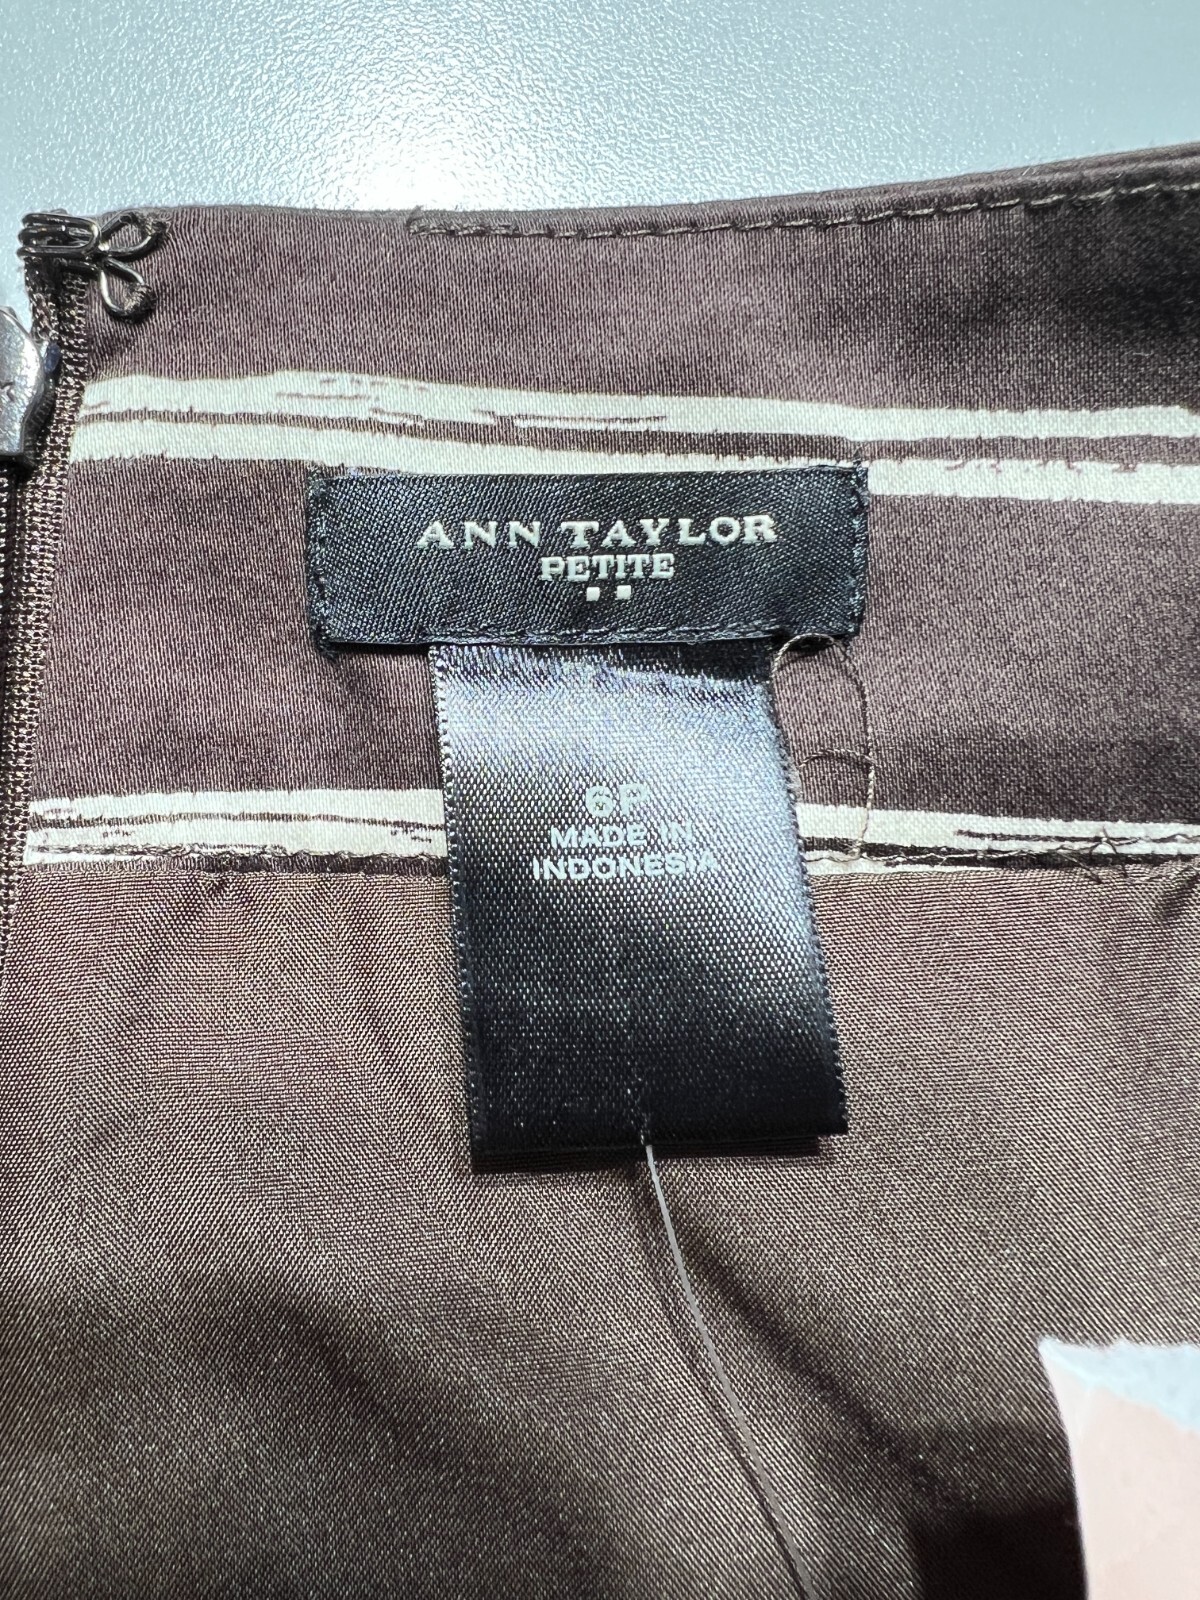 ANN TAYLOR
PETITE
6P
MADE IN
INDONESIA